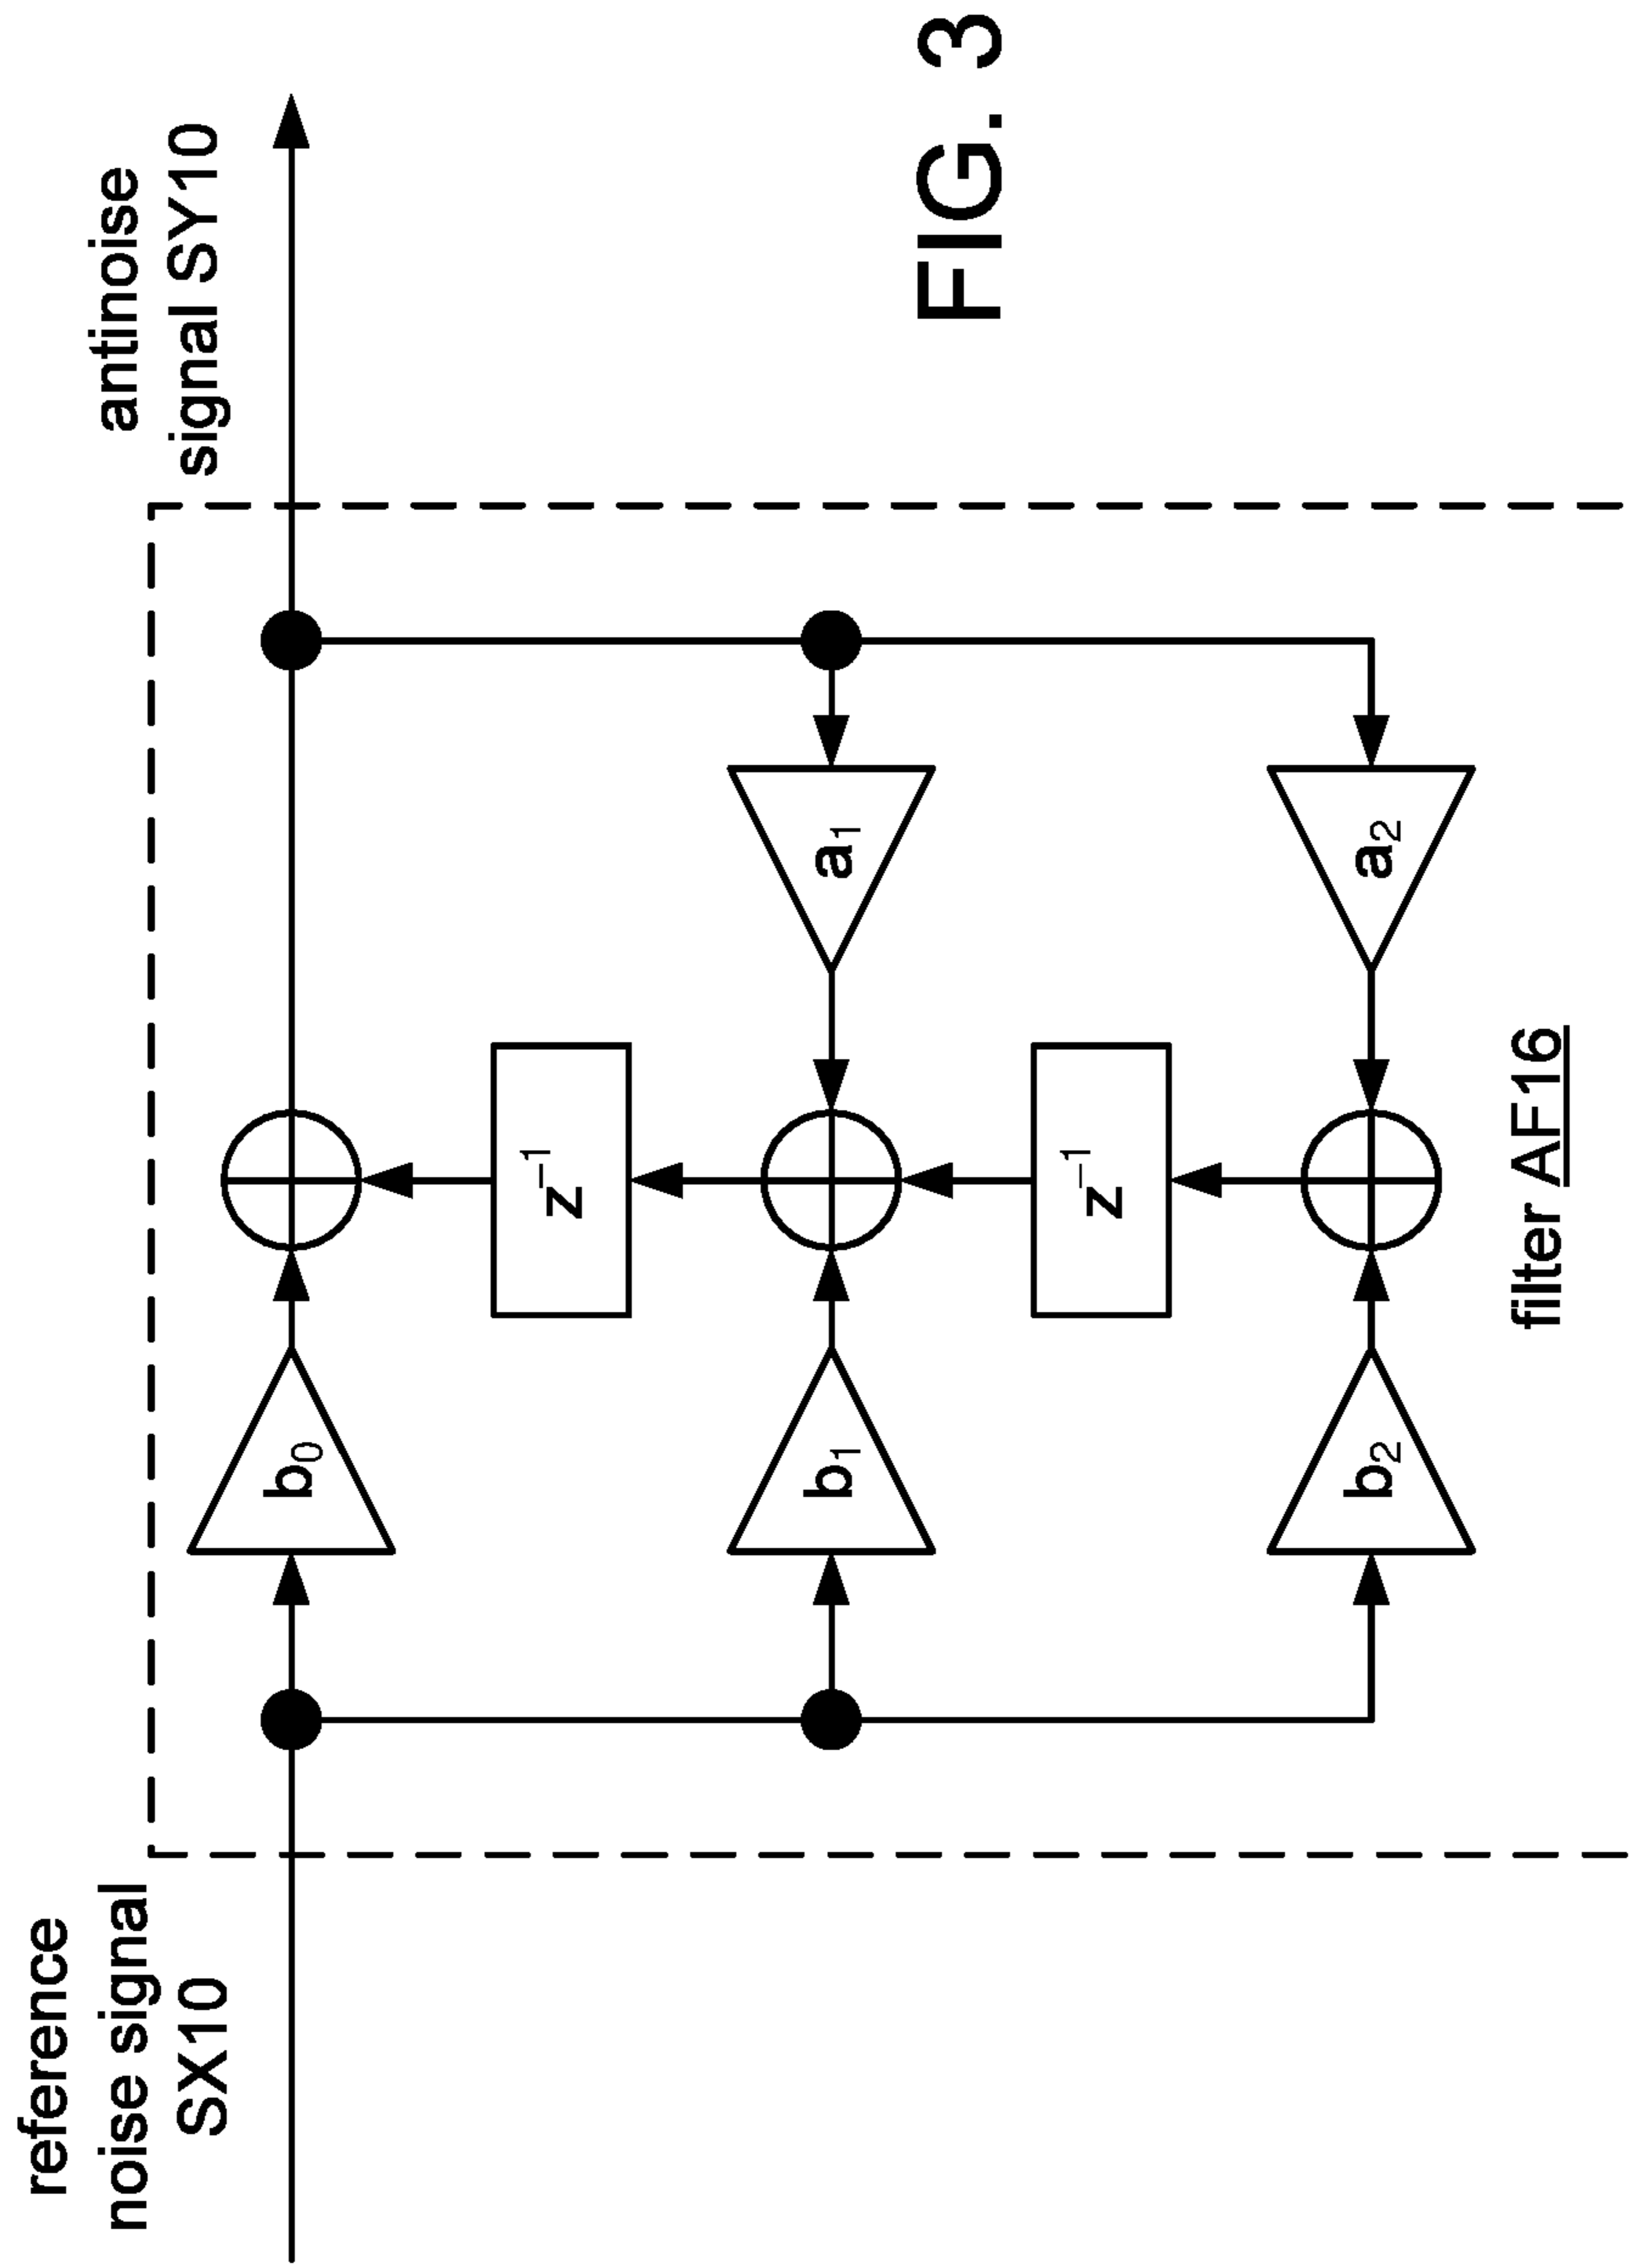 reference
noise signal
SX10
antinoise
signal SY10
b0
z−1
b1
a1
z−1
b2
a2
filter AF16
FIG. 3